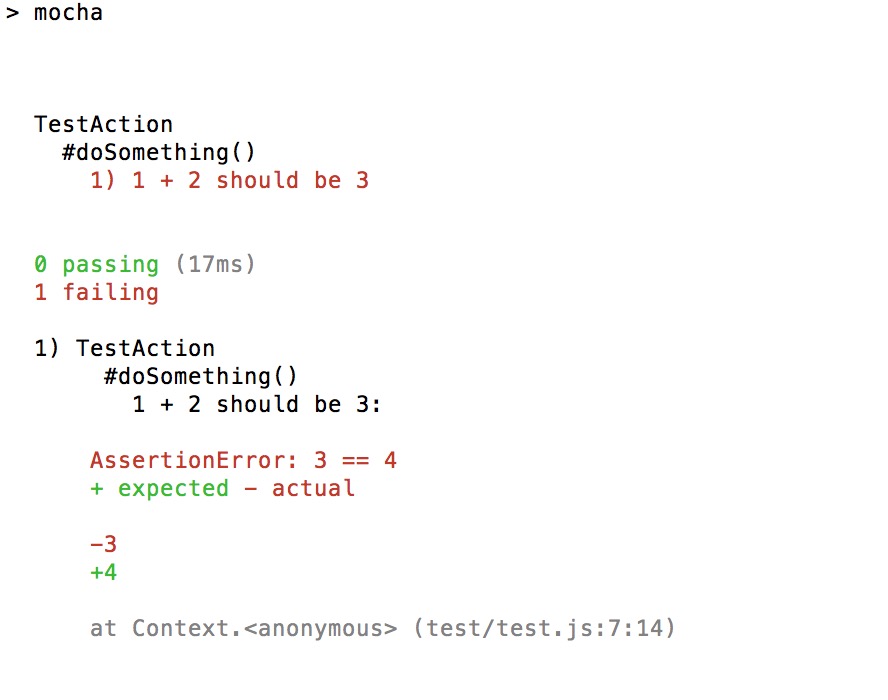 > mocha
TestAction
#doSomething()
1) 1 + 2 should be 3
0 passing (17ms)
1 failing
1) TestAction
#doSomething()
1 + 2 should be 3:
AssertionError: 3 == 4
+ expected - actual
-3
+4
at Context.<anonymous> (test/test.js:7:14)